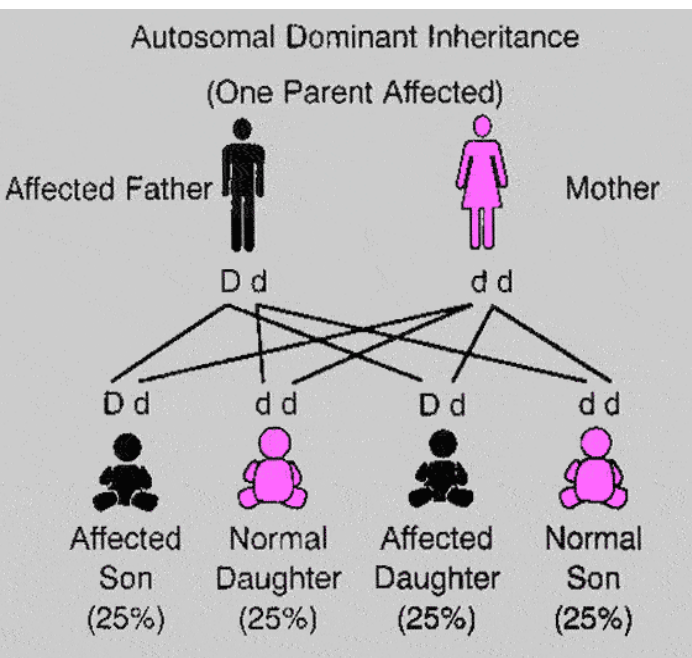 Autosomal Dominant Inheritance
(One Parent Affected)
Affected Father
Mother
D d
d d
D d
d d
D d
d d
Affected Son (25%)
Normal Daughter (25%)
Affected Daughter (25%)
Normal Son (25%)